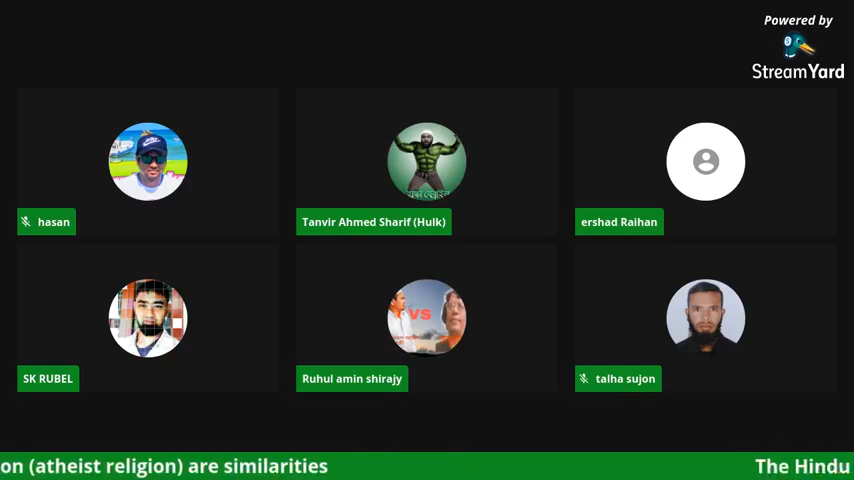 Powered by
StreamYard
hasan
Tanvir Ahmed Sharif (Hulk)
ershad Raihan
SK RUBEL
VS
Ruhul amin shirajy
talha sujon
on (atheist religion) are similarities
The Hindu